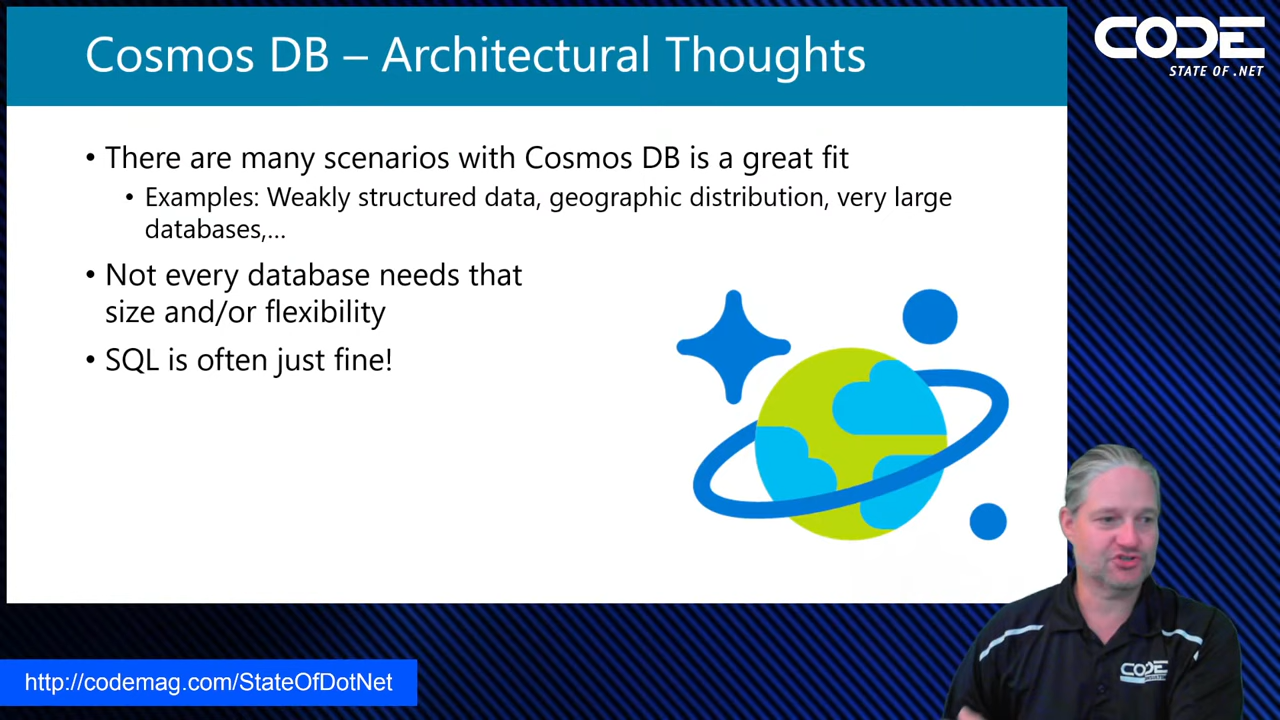 Cosmos DB – Architectural Thoughts
CODE
STATE OF .NET
• There are many scenarios with Cosmos DB is a great fit
• Examples: Weakly structured data, geographic distribution, very large
databases,...
• Not every database needs that
size and/or flexibility
• SQL is often just fine!
CODE
http://codemag.com/StateOfDotNet